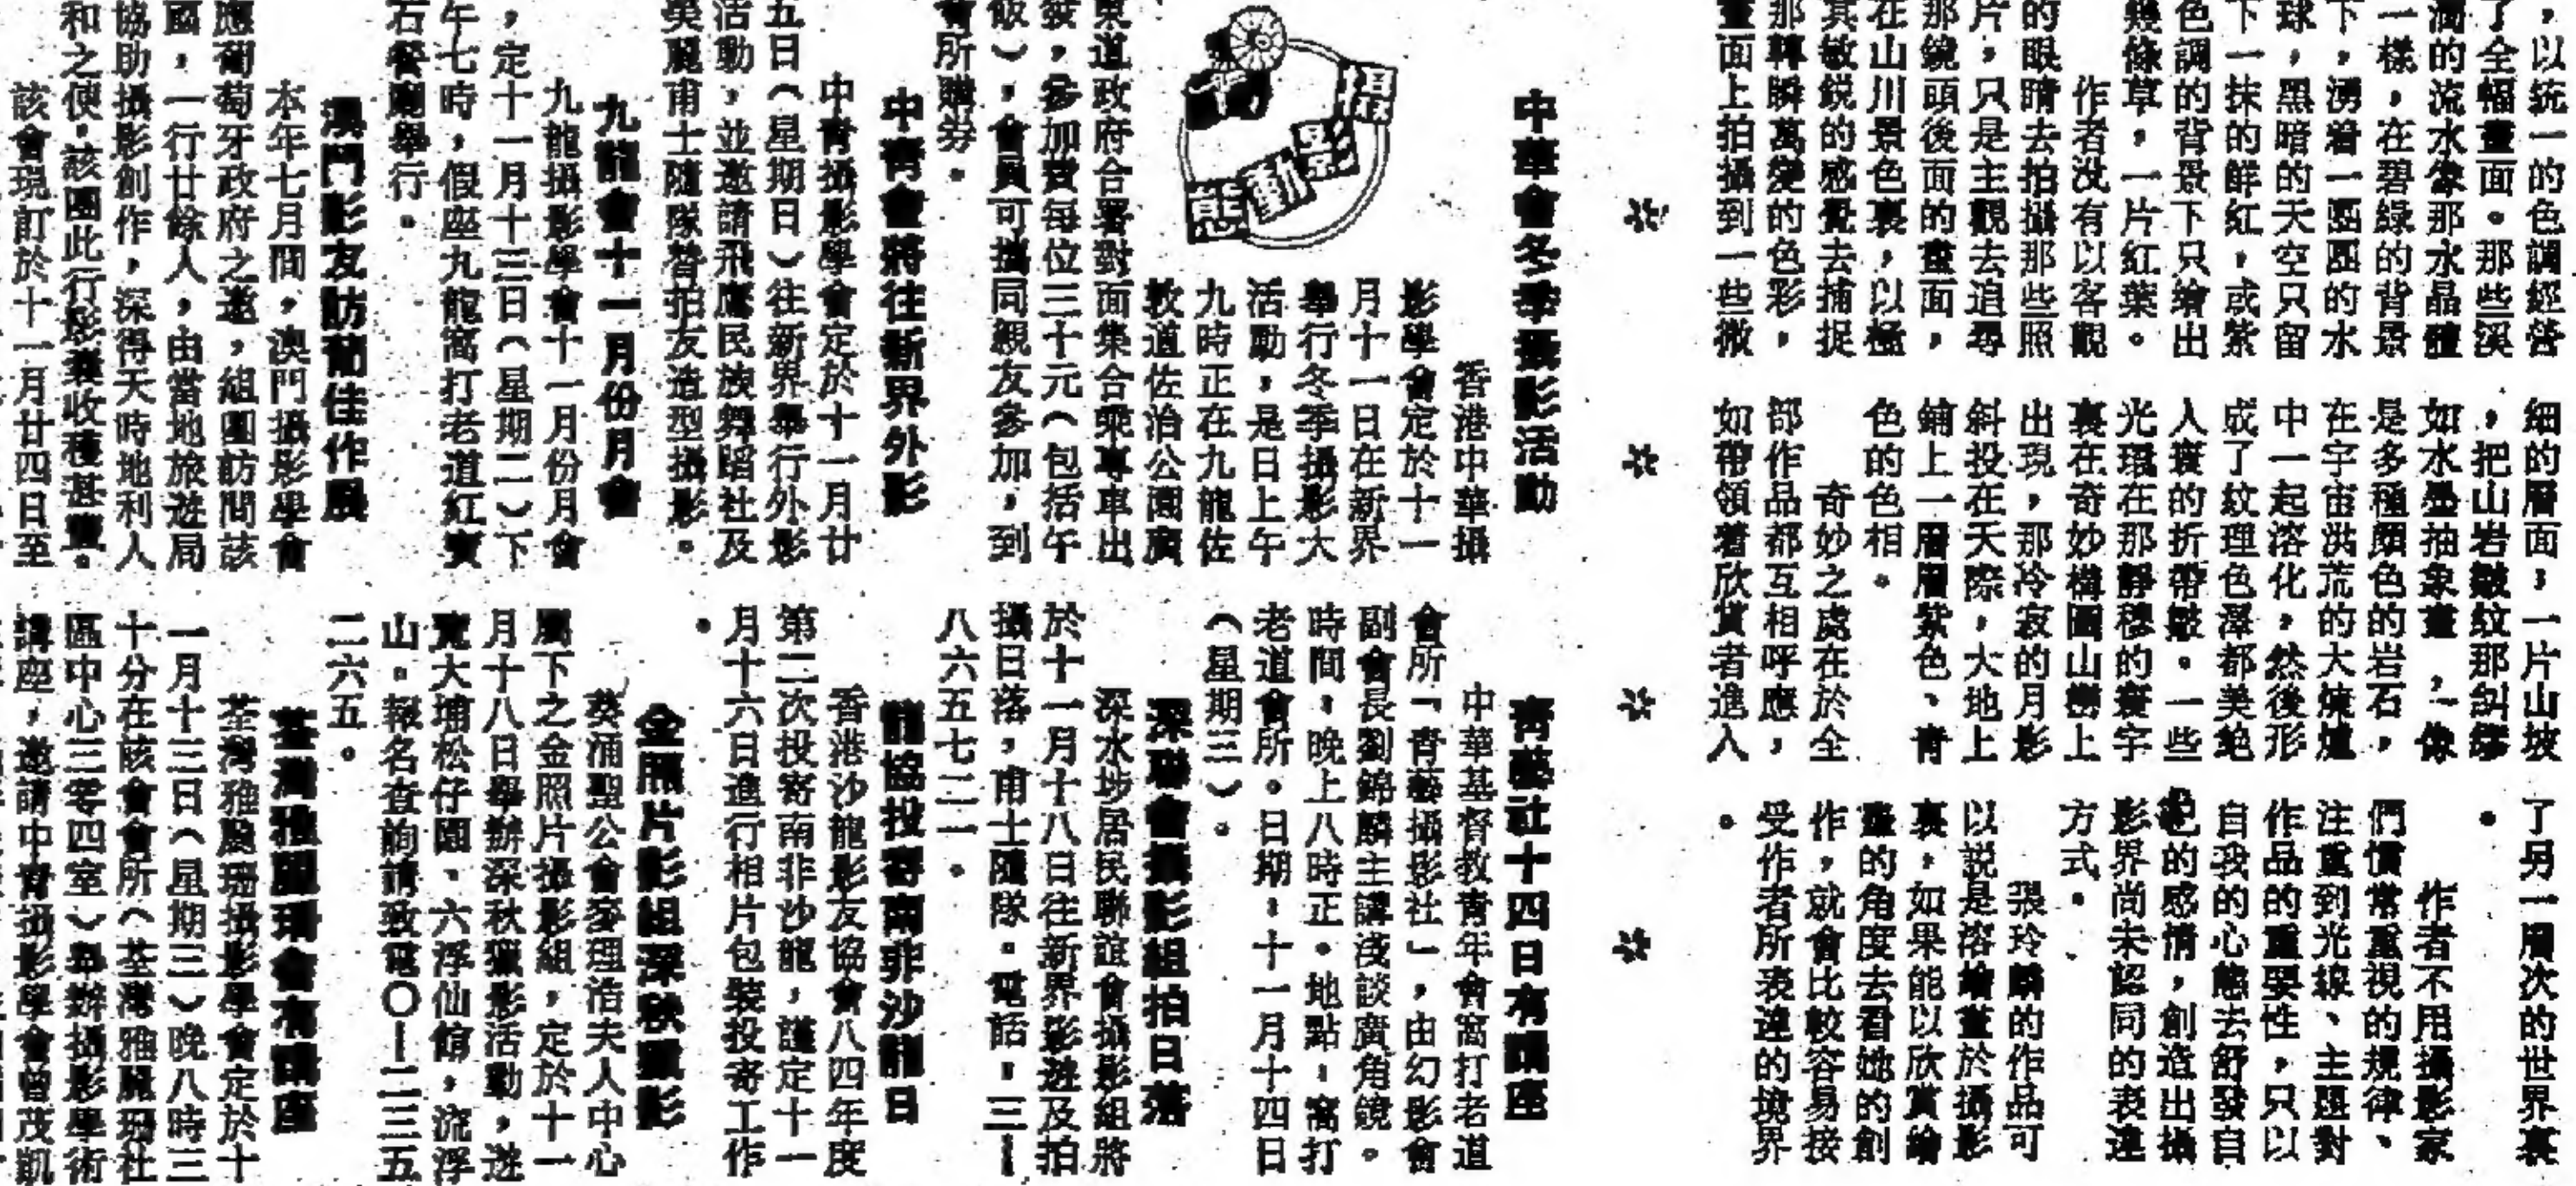 ，以統一的色調經營
了全幅畫面。那些溪
澗的流水像那水晶體
一樣，在碧綠的背景
下，湧着一團團的水
球，黑暗的天空只留
下一抹的鮮紅，或紫
色調的背景下只繪出
幾條草，一片紅葉。
作者没有以客觀
的眼睛去拍攝那些照
片，只是主觀去追尋
那鏡頭後面的畫面，
在山川景色裏，以極
其敏鋭的感覺去捕捉
那轉瞬萬變的色彩，
畫面上拍攝到一些微
細的層面，一片山坡
，把山岩皺紋那糾繆
如水墨抽象畫，一像
是多種顏色的岩石，
在宇宙洪荒的大爐
中一起溶化，然後形
成了紋理色澤都美絶
人寰的折帶皺。一些
光環在那靜穆的寰宇
裏在奇妙構圖山巒上
出現，那冷寂的月影
斜投在天際，大地上
鋪上一層層紫色、青
色的色相。
奇妙之處在於全
部作品都互相呼應，
如帶領着欣賞者進入
了另一層次的世界裏
。
作者不用攝影家
們慣常重視的規律、
注重到光線、主題對
作品的重要性，只以
自我的心態去舒發自
的感情，創造出攝
影界尚未認同的表達
方式。
張玲麟的作品可
以説是溶繪畫於攝影
裏，如果能以欣賞繪
畫的角度去看她的創
作，就會比較容易接
受作者所表達的境界
。
影動態
中華會冬季攝影活動
香港中華攝
影學會定於十一
月十一日在新界
舉行冬季攝影大
活動，是日上午
九時正在九龍佐
敦道佐治公園廣
東道政府合署對面集合乘專車出
發，參加費每位三十元（包括午
飯），會員可攜同親友參加，到
會所購券。
中青會將往新界外影
中青攝影學會定於十一月廿
五日（星期日）往新界舉行外影
活動，並邀請飛鷹民族舞蹈社及
吳麗甫士隨隊替拍友造型攝影。
九龍會十一月份月會
九龍攝影學會十一月份月會
，定十一月十三日（星期二）下
午七時，假座九龍窩打老道紅寶
石餐廳舉行。
澳門影友訪葡佳作展
本年七月間，澳門攝影學會
應葡萄牙政府之邀，組團訪問該
國，一行廿餘人，由當地旅遊局
協助攝影創作，深得天時地利人
和之便，該團此行影囊收穫甚豐。
該會現訂於十一月廿四日至
青藝社十四日有講座
中華基督教青年會窩打老道
會所「青藝攝影社」，由幻影會
副會長劉錦麟主講淺談廣角鏡。
時間：晚上八時正。地點：窩打
老道會所。日期：十一月十四日
（星期三）。
深聯會攝影組拍日落
深水埗居民聯誼會攝影組將
於十一月十八日往新界影遊及拍
攝日落，甫士隨隊。電話：三—
八六五七二一。
龍協投寄南非沙龍日
香港沙龍影友協會八四年度
第二次投寄南非沙龍，謹定十一
月十六日進行相片包裝投寄工作
。
金照片影組深秋獵影
葵涌聖公會麥理浩夫人中心
屬下之金照片攝影組，定於十一
月十八日舉辦深秋獵影活動，遊
覽大埔松仔園、六浮仙館，流浮
山。報名查詢請致電〇—二三五
二六五。
荃灣雅麗珊會有講座
荃灣雅麗珊攝影學會定於十
一月十三日（星期三）晚八時三
十分在該會會所（荃灣雅麗珊社
區中心三零四室）舉辦攝影學術
講座，邀請中青攝影學會曾茂凱